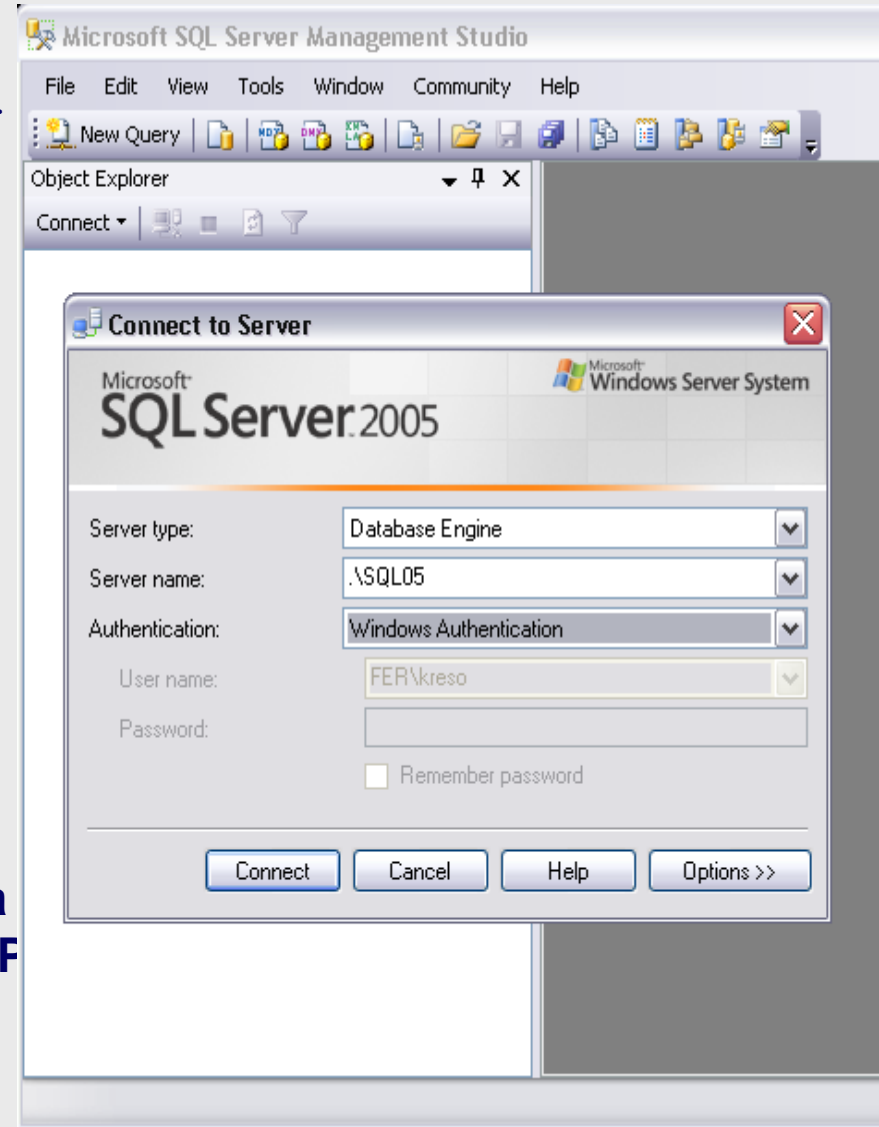 Microsoft SQL Server Management Studio
File Edit View Tools Window Community Help
New Query
Object Explorer
Connect
Connect to Server
Microsoft
SQL Server 2005
Microsoft
Windows Server System
Server type: Database Engine
Server name: .\SQL05
Authentication: Windows Authentication
User name: FER\kreso
Password:
Remember password
Connect Cancel Help Options >>
a
P